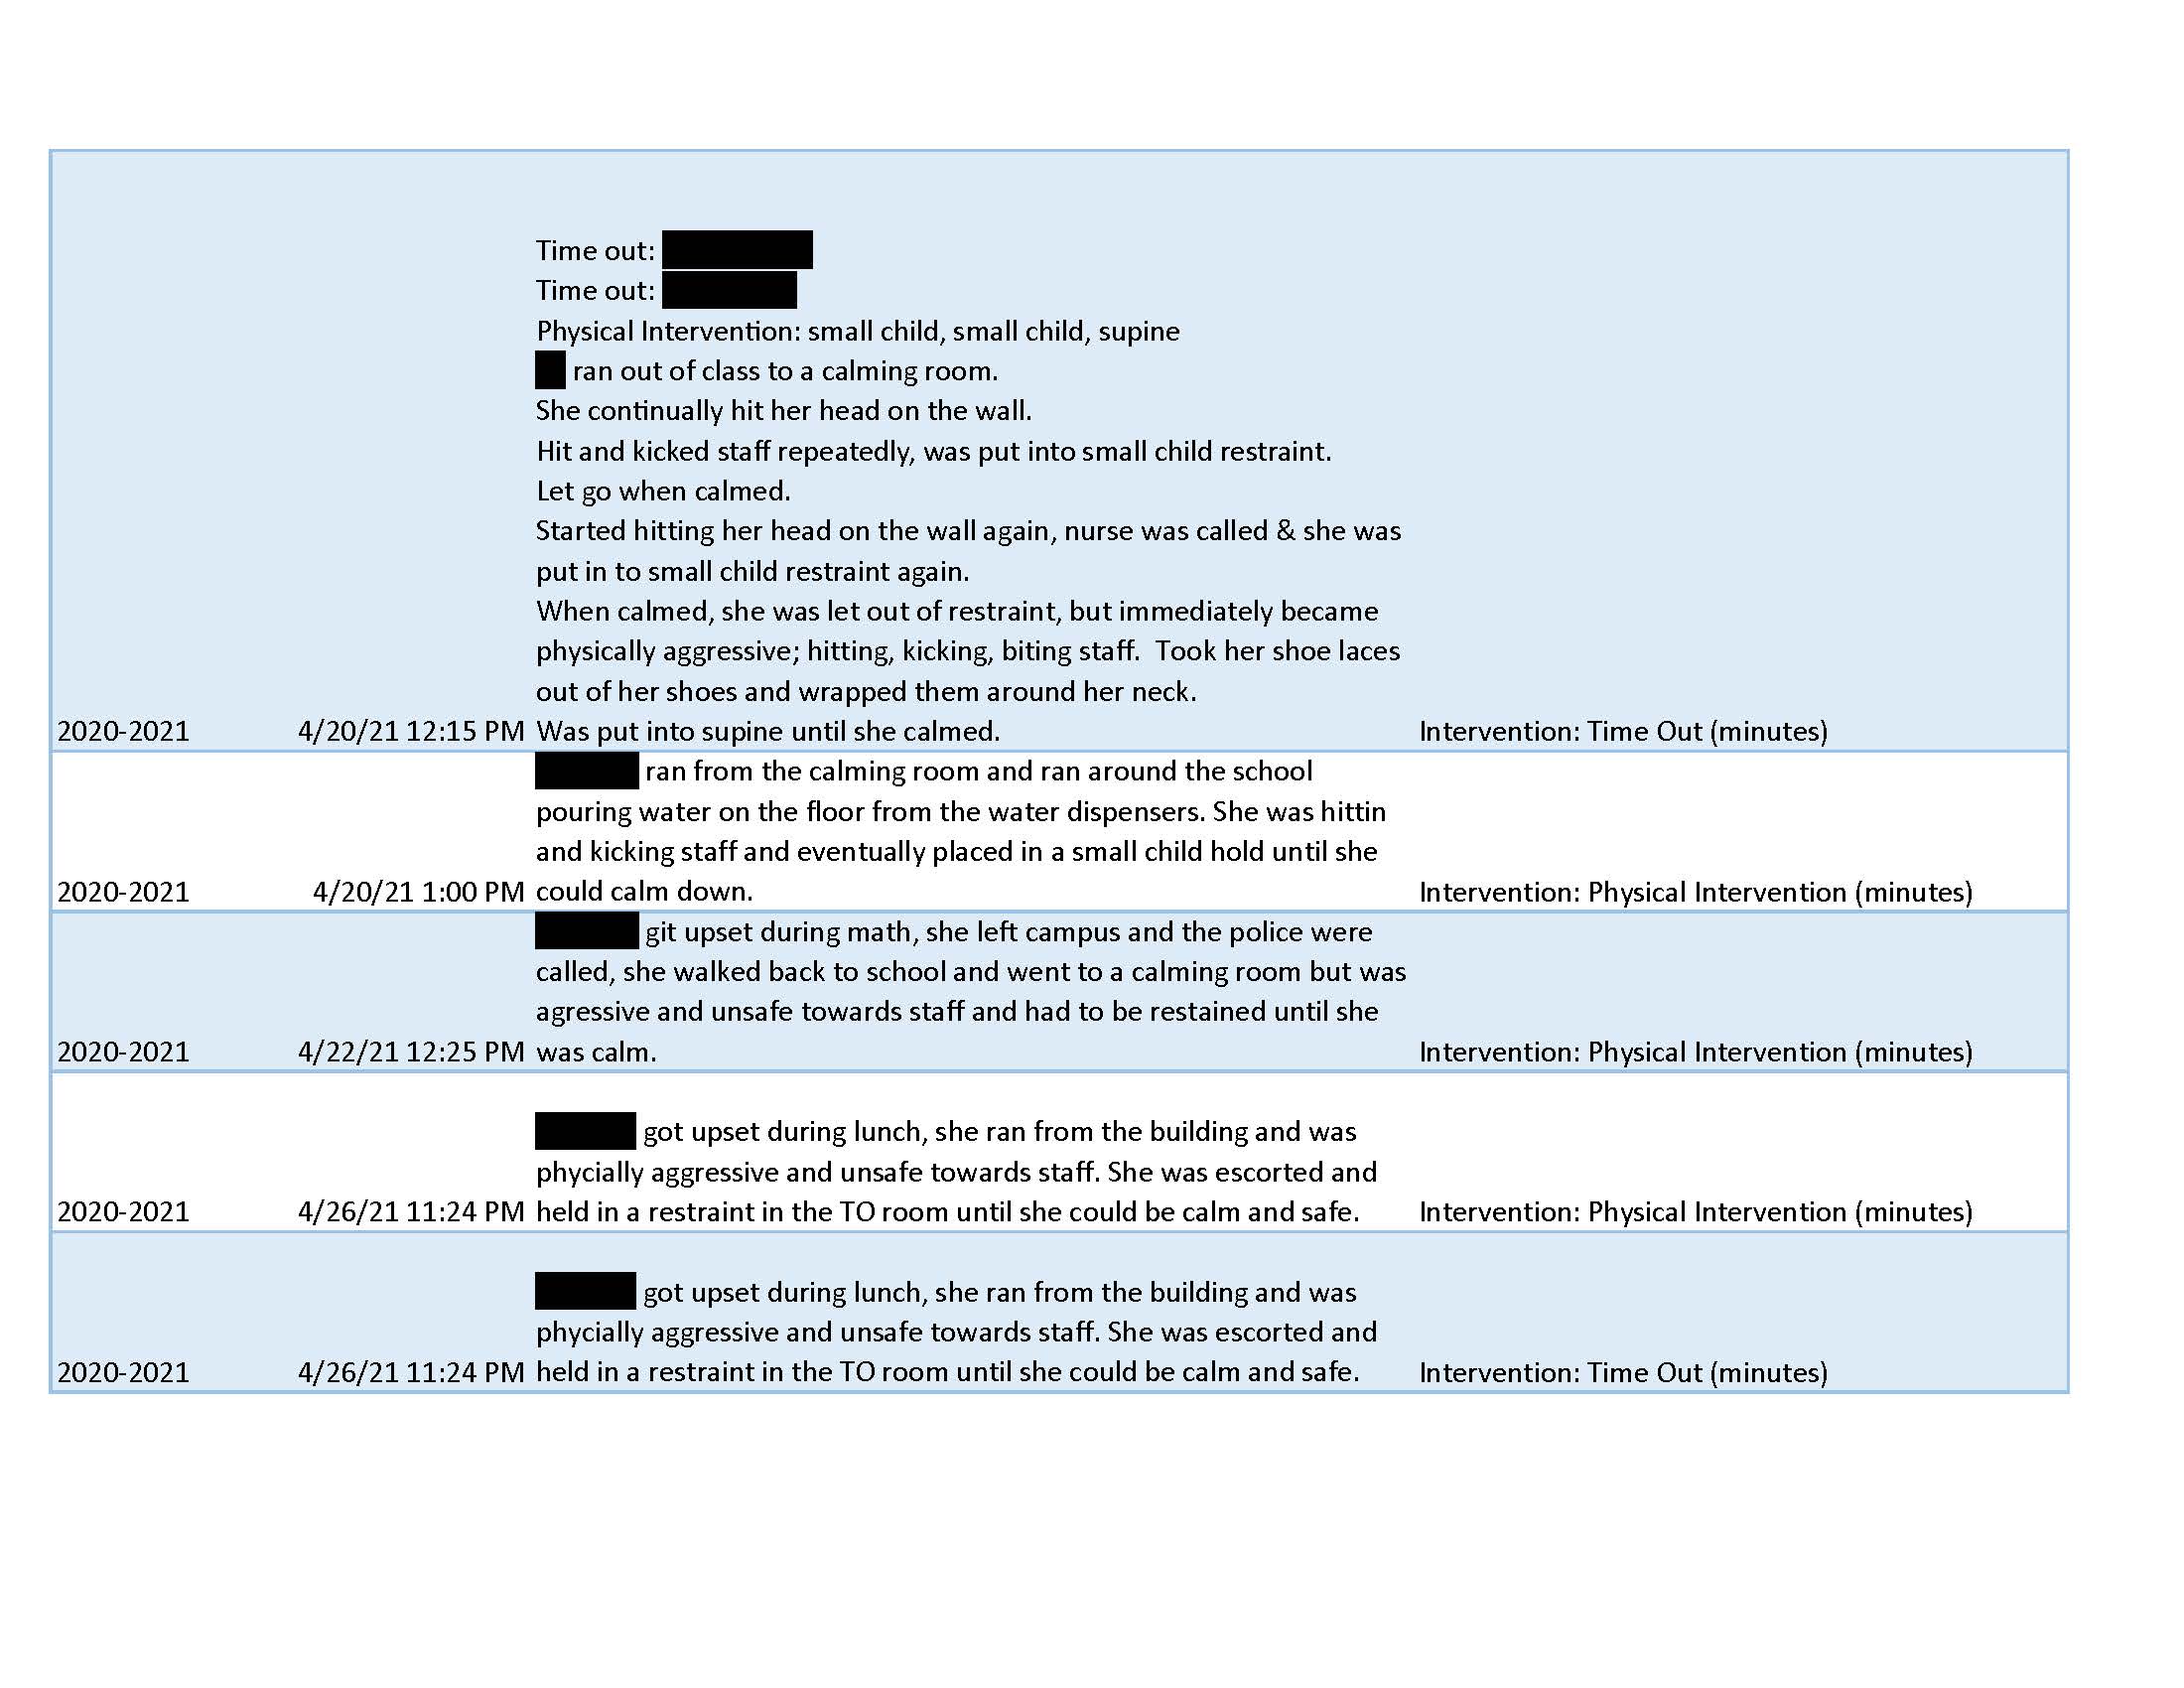 Time out:
Time out:
Physical Intervention: small child, small child, supine
ran out of class to a calming room.
She continually hit her head on the wall.
Hit and kicked staff repeatedly, was put into small child restraint.
Let go when calmed.
Started hitting her head on the wall again, nurse was called & she was
put in to small child restraint again.
When calmed, she was let out of restraint, but immediately became
physically aggressive; hitting, kicking, biting staff.  Took her shoe laces
out of her shoes and wrapped them around her neck.
2020-2021 4/20/21 12:15 PM Was put into supine until she calmed. Intervention: Time Out (minutes)
ran from the calming room and ran around the school
pouring water on the floor from the water dispensers. She was hittin
and kicking staff and eventually placed in a small child hold until she
2020-2021 4/20/21 1:00 PM could calm down. Intervention: Physical Intervention (minutes)
git upset during math, she left campus and the police were
called, she walked back to school and went to a calming room but was
agressive and unsafe towards staff and had to be restained until she
2020-2021 4/22/21 12:25 PM was calm. Intervention: Physical Intervention (minutes)
got upset during lunch, she ran from the building and was
phycially aggressive and unsafe towards staff. She was escorted and
2020-2021 4/26/21 11:24 PM held in a restraint in the TO room until she could be calm and safe. Intervention: Physical Intervention (minutes)
got upset during lunch, she ran from the building and was
phycially aggressive and unsafe towards staff. She was escorted and
2020-2021 4/26/21 11:24 PM held in a restraint in the TO room until she could be calm and safe. Intervention: Time Out (minutes)